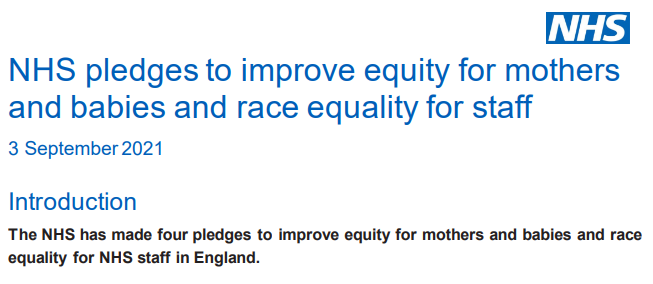 NHS
NHS pledges to improve equity for mothers
and babies and race equality for staff
3 September 2021
Introduction
The NHS has made four pledges to improve equity for mothers and babies and race
equality for NHS staff in England.